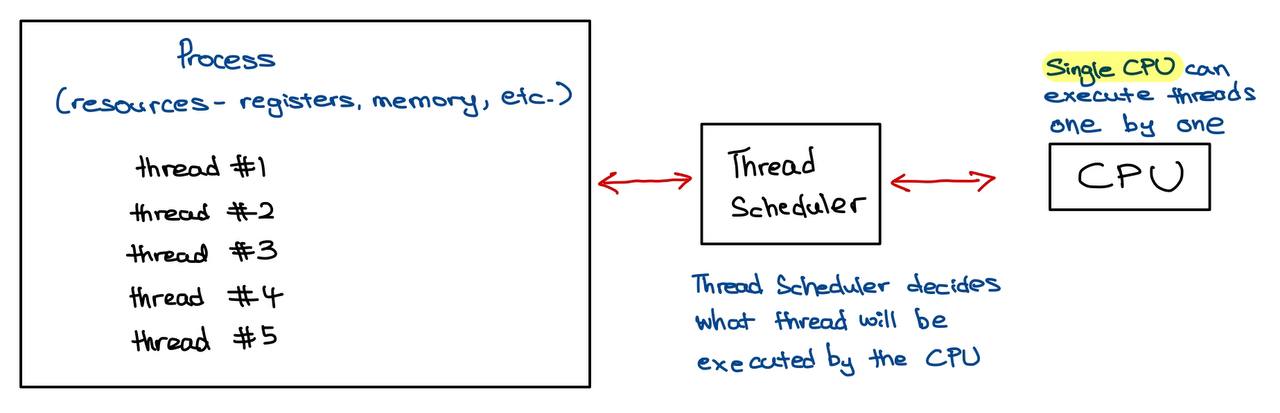 Process
(resources- registers, memory, etc.)
thread #1
thread #2
thread #3
thread #4
thread #5
Thread
Scheduler
Thread Scheduler decides
what thread will be
executed by the CPU
Single CPU can
execute threads
one by one
CPU